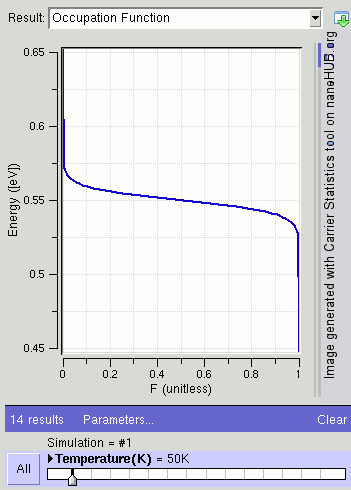 Result: Occupation Function
0.65
0.6
0.55
0.5
0.45
Energy ([eV])
0
0.2
0.4
0.6
0.8
1
F (unitless)
Image generated with Carrier Statistics tool on nanoHUB.org
14 results Parameters... Clear
Simulation = #1
All
Temperature(K) = 50K